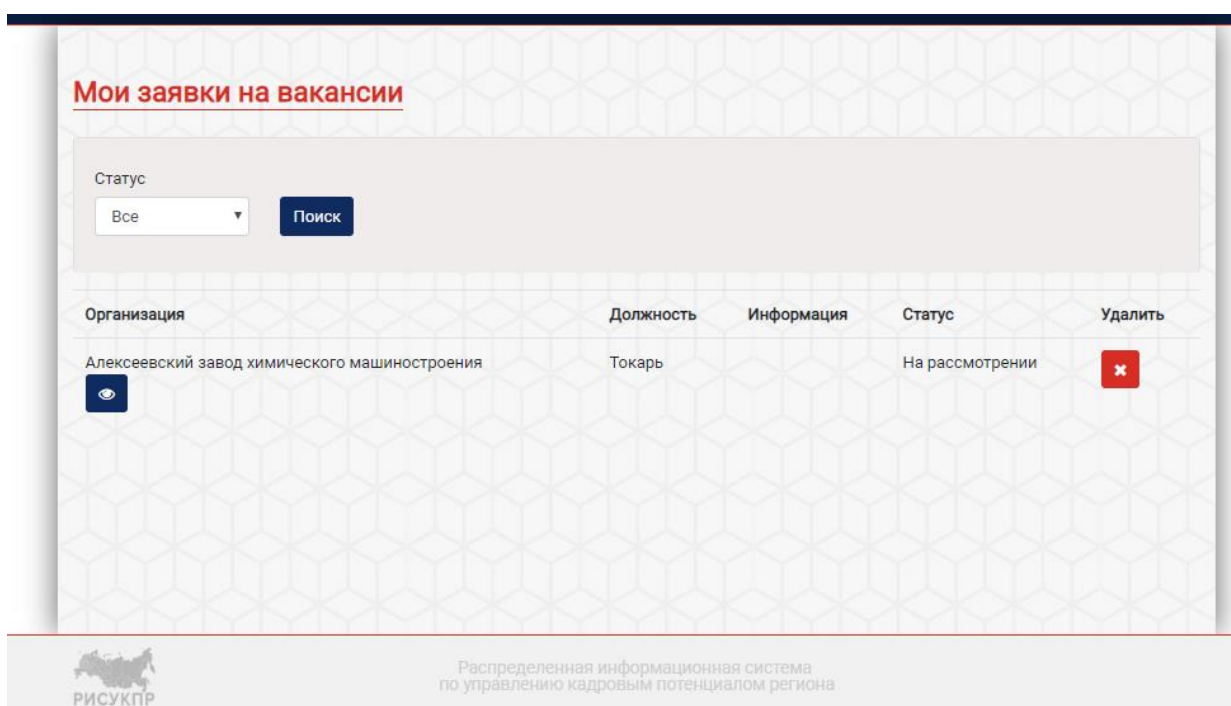 Мои заявки на вакансии
Статус
Все Поиск
Организация Должность Информация Статус Удалить
Алексеевский завод химического машиностроения Токарь На рассмотрении
РИСУКПР
Распределенная информационная система
по управлению кадровым потенциалом региона